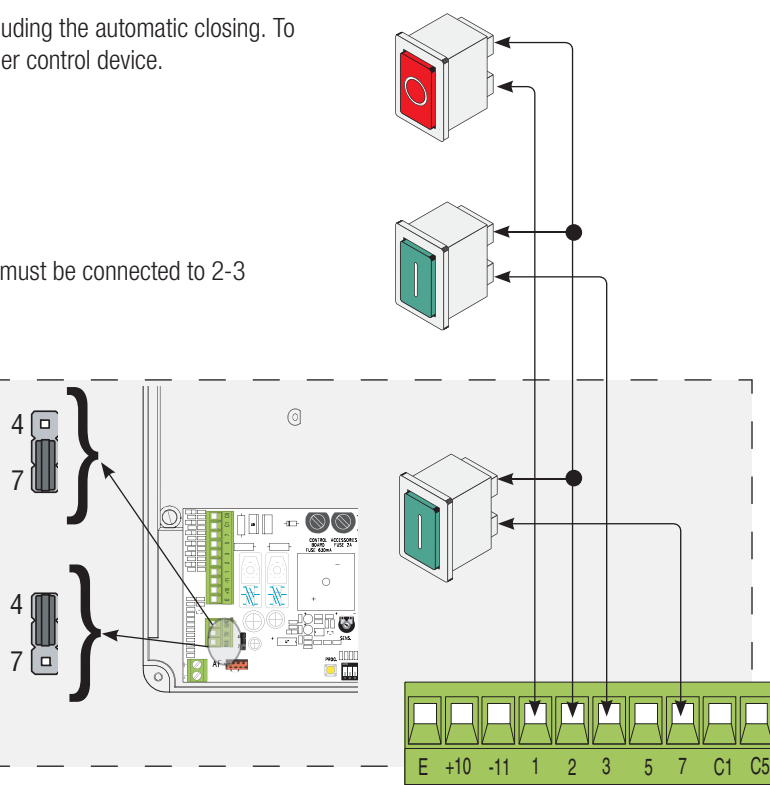 uding the automatic closing. To
er control device.
must be connected to 2-3
4
7
4
7
CONTROL BOARD FUSE 630mA
ACCESSORIES FUSE 2A
SENS.
PROG.
AF
E +10 -11 1 2 3 5 7 C1 C5